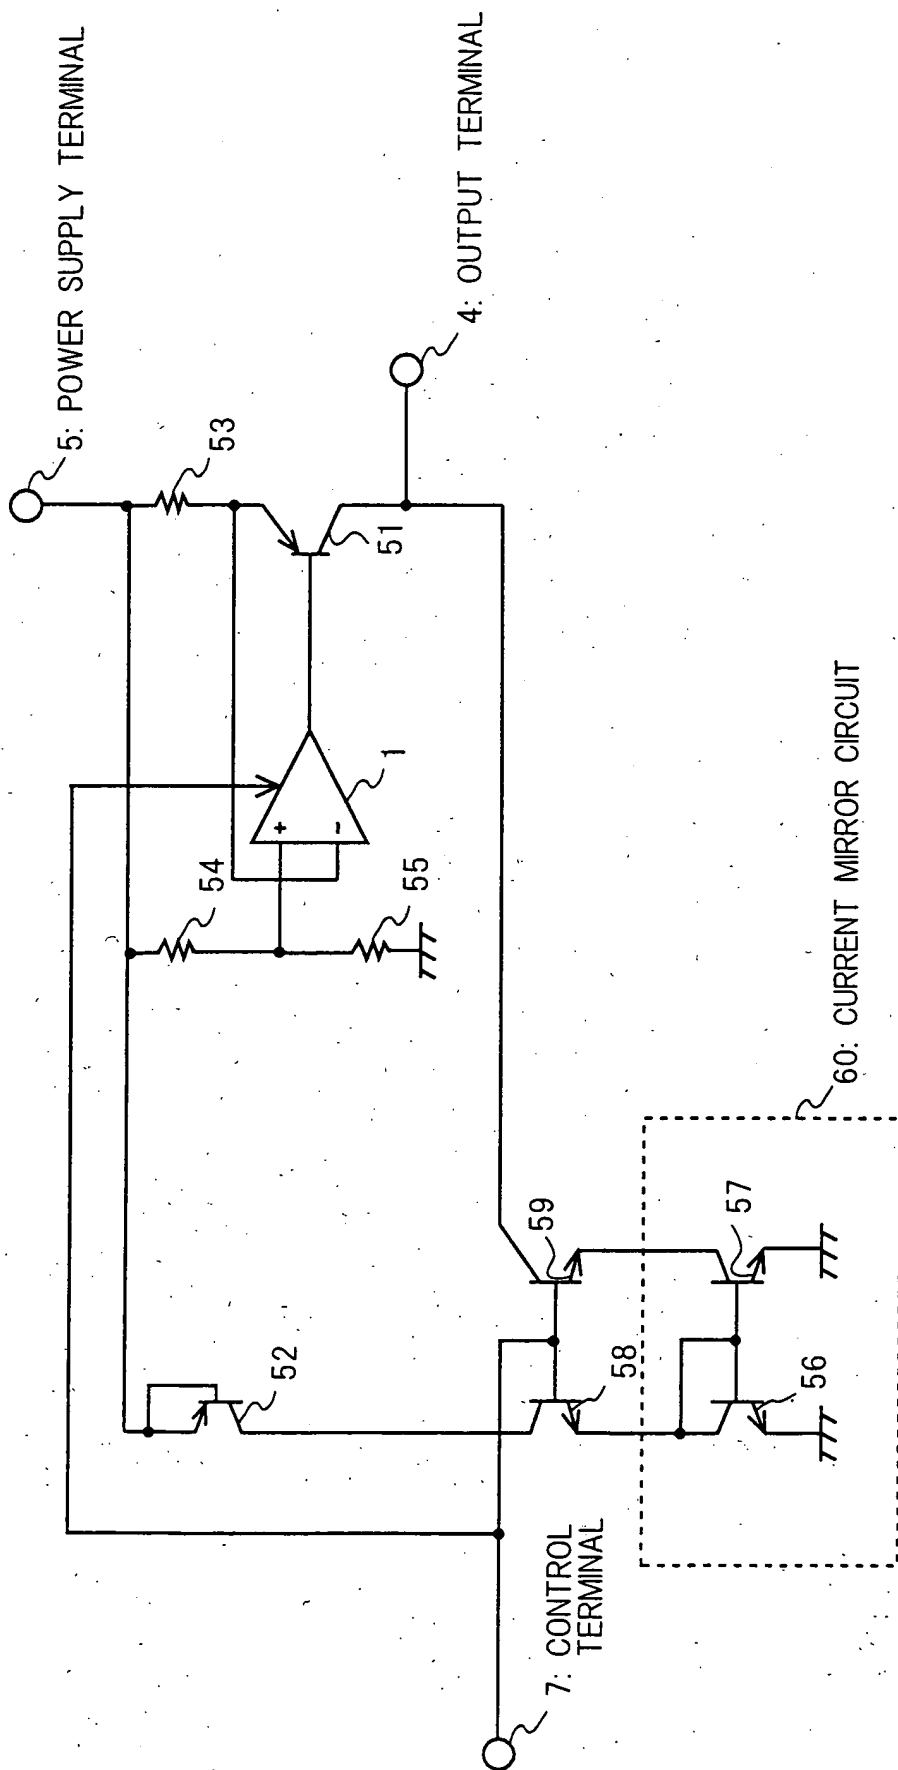 5: POWER SUPPLY TERMINAL
53
51
4: OUTPUT TERMINAL
1
+
-
54
55
52
59
58
57
56
60: CURRENT MIRROR CIRCUIT
7: CONTROL
TERMINAL